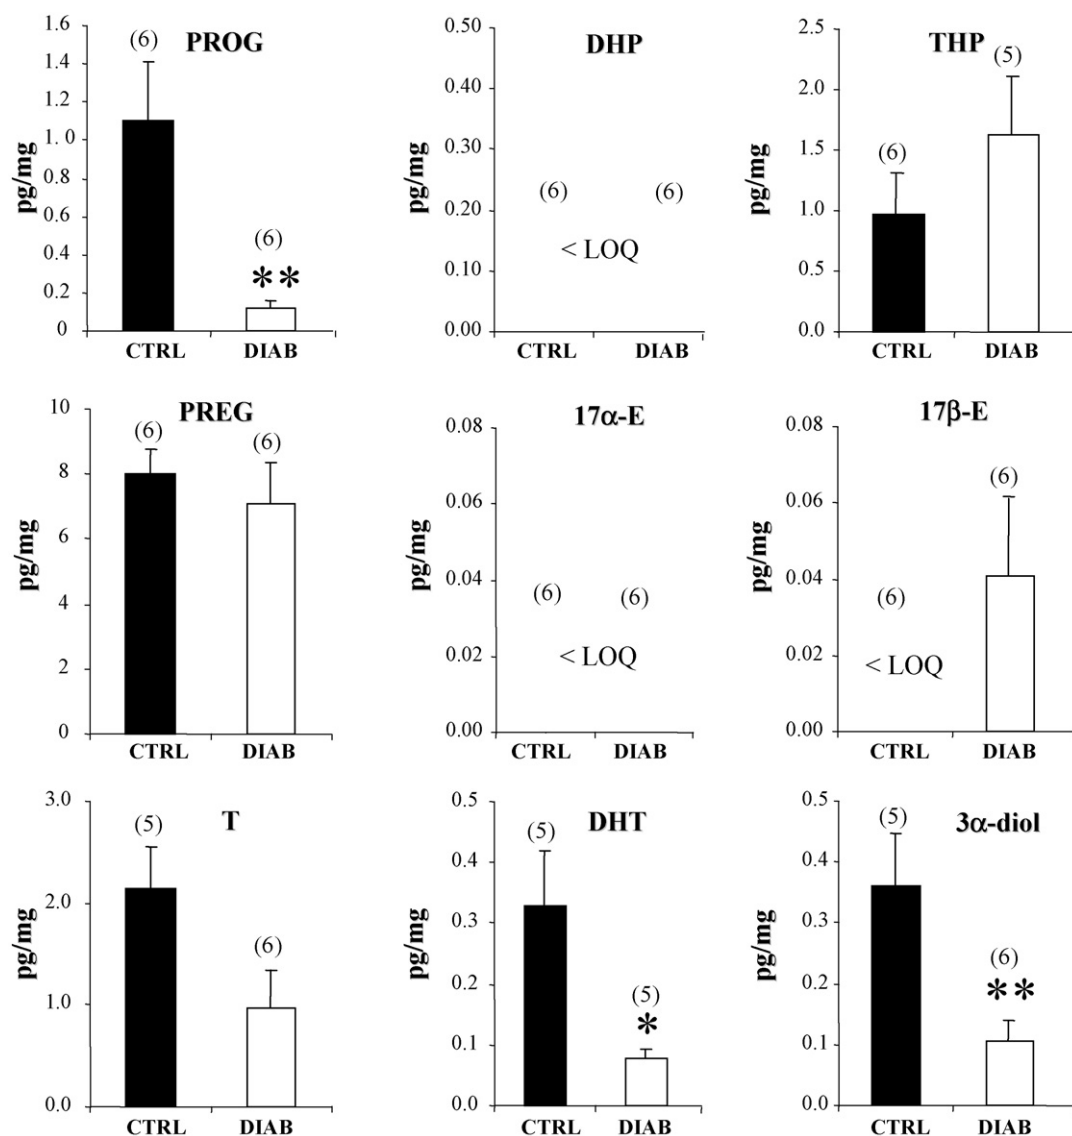 PROG
pg/mg
1.6
1.4
1.2
1.0
0.8
0.6
0.4
0.2
0
(6)
(6)
**
CTRL DIAB
DHP
pg/mg
0.50
0.40
0.30
0.20
0.10
0.00
(6) (6)
< LOQ
CTRL DIAB
THP
pg/mg
2.5
2.0
1.5
1.0
0.5
0.0
(6)
(5)
CTRL DIAB
PREG
pg/mg
10
8
6
4
2
0
(6) (6)
CTRL DIAB
17α-E
pg/mg
0.08
0.06
0.04
0.02
0.00
(6) (6)
< LOQ
CTRL DIAB
17β-E
pg/mg
0.08
0.06
0.04
0.02
0.00
(6)
(6)
< LOQ
CTRL DIAB
T
pg/mg
3.0
2.0
1.0
0.0
(5)
(6)
CTRL DIAB
DHT
pg/mg
0.5
0.4
0.3
0.2
0.1
0.0
(5)
(5)
*
CTRL DIAB
3α-diol
pg/mg
0.5
0.4
0.3
0.2
0.1
0.0
(5)
(6)
**
CTRL DIAB